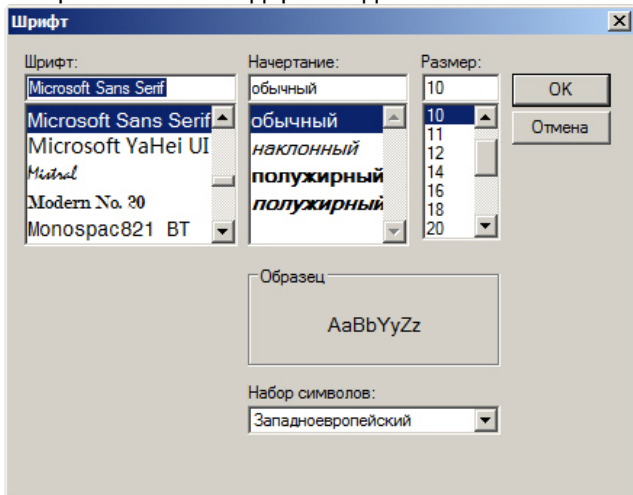 Шрифт
Шрифт:
Microsoft Sans Serif
Microsoft Sans Serif
Microsoft YaHei UI
Mistral
Modern No. 20
Monospac821 BT
Начертание:
обычный
обычный
наклонный
полужирный
полужирный
Размер:
10
10
11
12
14
16
18
20
OK
Отмена
Образец
AaBbYyZz
Набор символов:
Западноевропейский